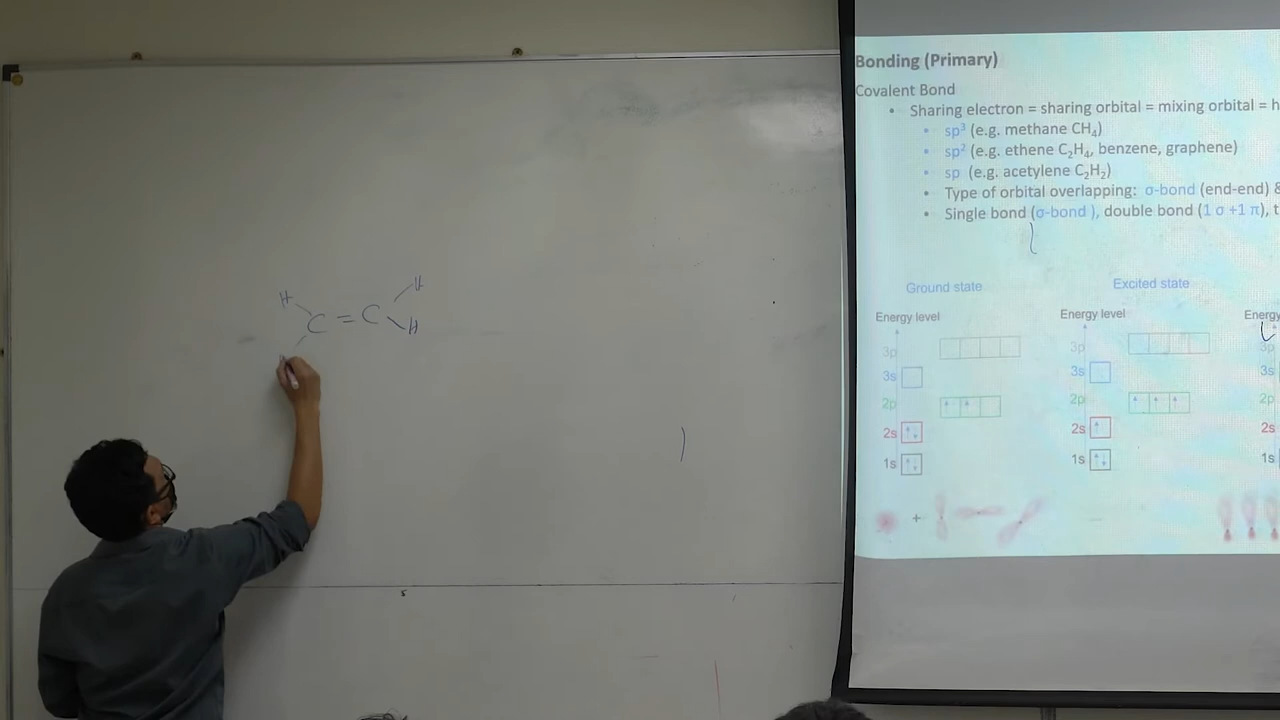 H H
C = C
H
Bonding (Primary)
Covalent Bond
• Sharing electron = sharing orbital = mixing orbital = h
• sp³ (e.g. methane CH₄)
• sp² (e.g. ethene C₂H₄, benzene, graphene)
• sp (e.g. acetylene C₂H₂)
• Type of orbital overlapping: σ-bond (end-end) &
• Single bond (σ-bond ), double bond (1 σ +1 π), t
Ground state Excited state
Energy level Energy level Energy
3p 3p 3p
3s 3s 3s
2p 2p 2p
2s 2s 2s
1s 1s 1s
+